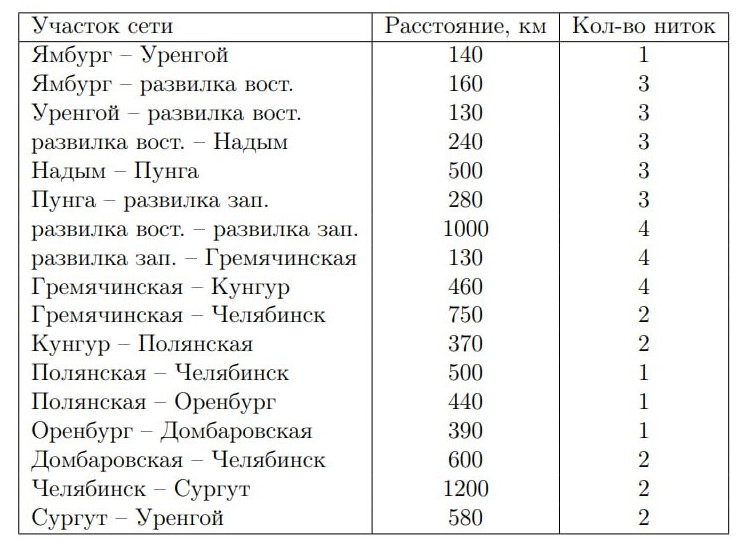 Участок сети Расстояние, км Кол-во ниток
Ямбург – Уренгой 140 1
Ямбург – развилка вост. 160 3
Уренгой – развилка вост. 130 3
развилка вост. – Надым 240 3
Надым – Пунга 500 3
Пунга – развилка зап. 280 3
развилка вост. – развилка зап. 1000 4
развилка зап. – Гремячинская 130 4
Гремячинская – Кунгур 460 4
Гремячинская – Челябинск 750 2
Кунгур – Полянская 370 2
Полянская – Челябинск 500 1
Полянская – Оренбург 440 1
Оренбург – Домбаровская 390 1
Домбаровская – Челябинск 600 2
Челябинск – Сургут 1200 2
Сургут – Уренгой 580 2